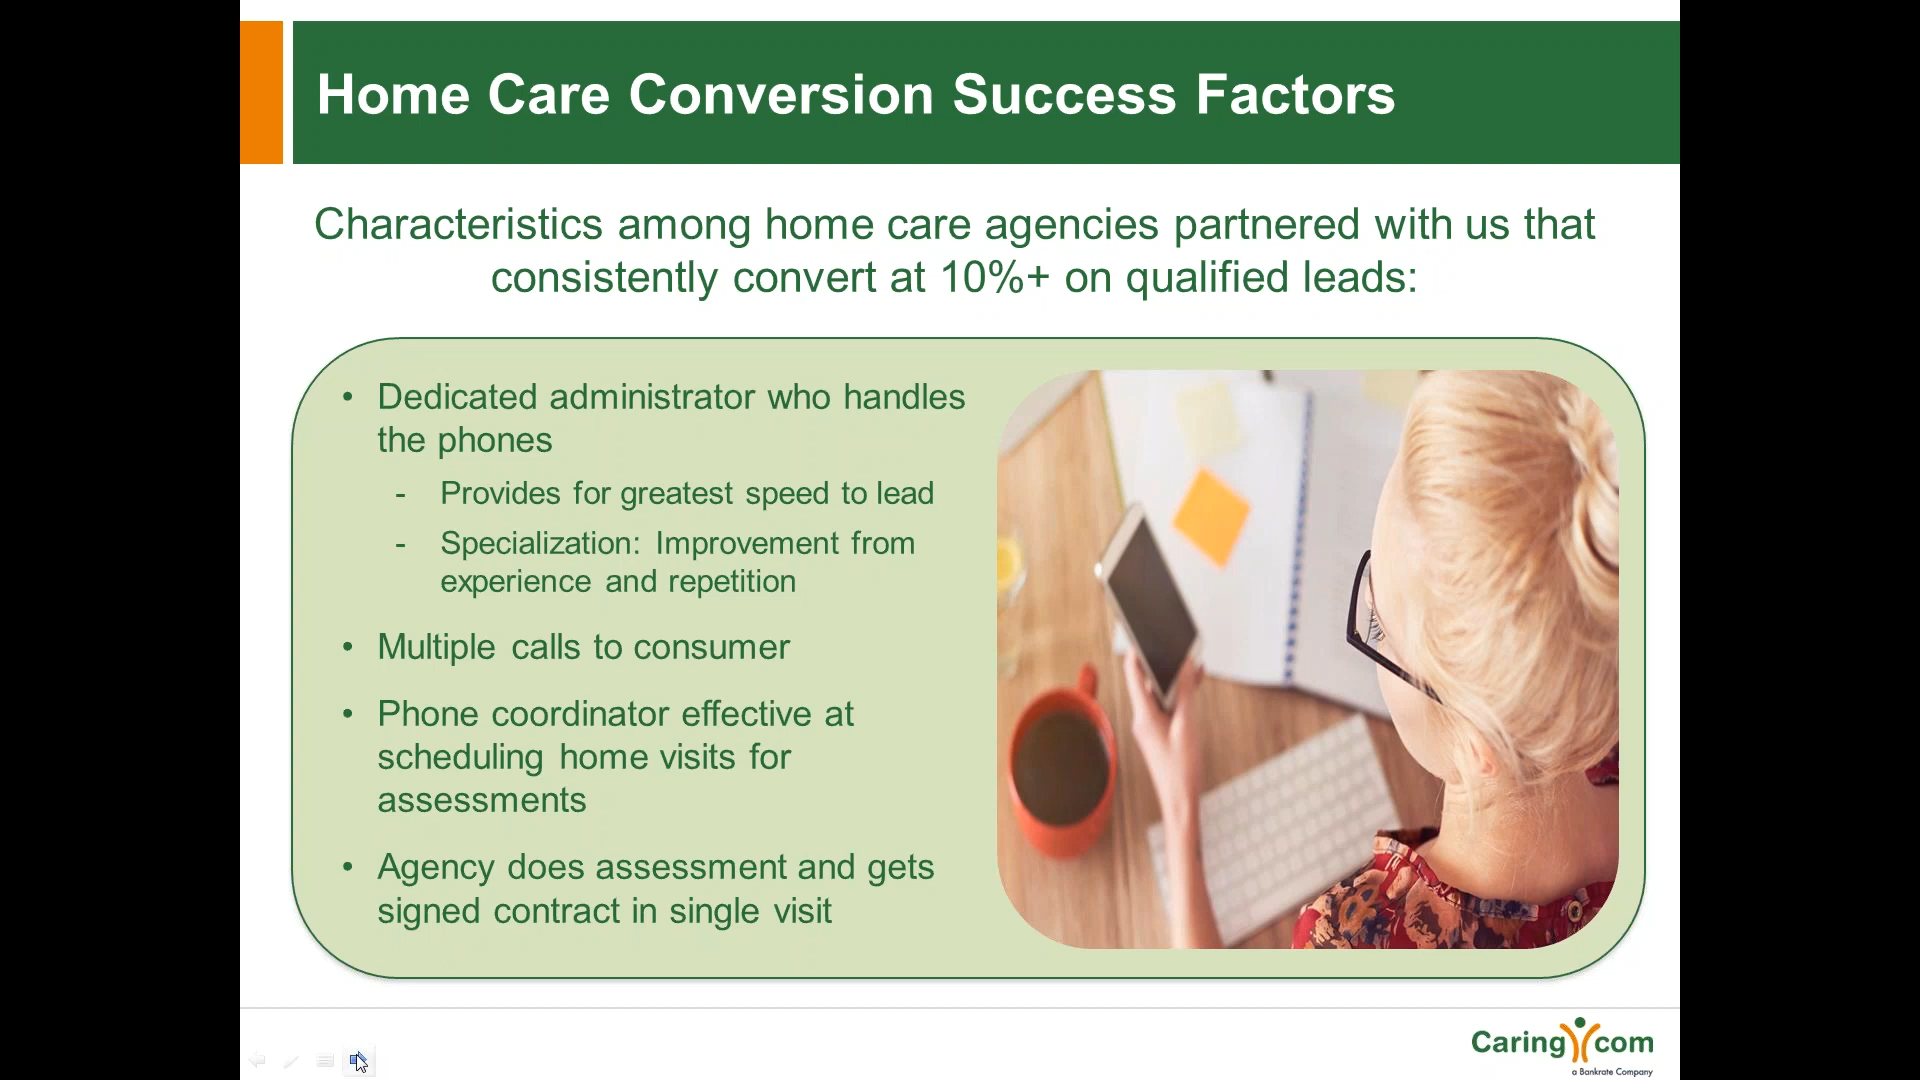 Home Care Conversion Success Factors
Characteristics among home care agencies partnered with us that
consistently convert at 10%+ on qualified leads:
• Dedicated administrator who handles
the phones
- Provides for greatest speed to lead
- Specialization: Improvement from
experience and repetition
• Multiple calls to consumer
• Phone coordinator effective at
scheduling home visits for
assessments
• Agency does assessment and gets
signed contract in single visit
Caring com
a Bankrate Company